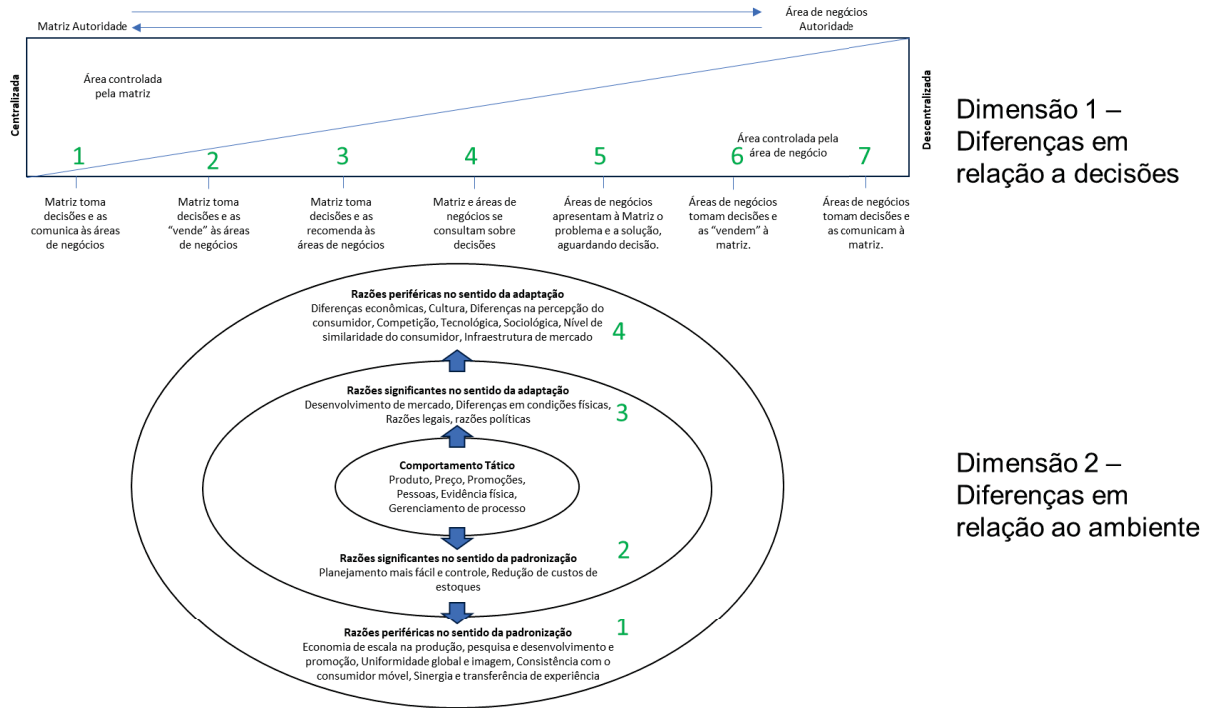 Matriz Autoridade
Área de negócios
Autoridade
Centralizada
Área controlada
pela matriz
Área controlada pela
área de negócio
Descentralizada
1
2
3
4
5
6
7
Matriz toma
decisões e as
comunica às áreas
de negócios
Matriz toma
decisões e as
“vende” às áreas
de negócios
Matriz toma
decisões e as
recomenda às
áreas de negócios
Matriz e áreas de
negócios se
consultam sobre
decisões
Áreas de negócios
apresentam à Matriz o
problema e a solução,
aguardando decisão.
Áreas de negócios
tomam decisões e
as “vendem” à
matriz.
Áreas de negócios
tomam decisões e
as comunicam à
matriz.
Dimensão 1 –
Diferenças em
relação a decisões
Razões periféricas no sentido da adaptação
Diferenças econômicas, Cultura, Diferenças na percepção do
consumidor, Competição, Tecnológica, Sociológica, Nível de
similaridade do consumidor, Infraestrutura de mercado
4
Razões significantes no sentido da adaptação
Desenvolvimento de mercado, Diferenças em condições físicas,
Razões legais, razões políticas
3
Comportamento Tático
Produto, Preço, Promoções,
Pessoas, Evidência física,
Gerenciamento de processo
2
Razões significantes no sentido da padronização
Planejamento mais fácil e controle, Redução de custos de
estoques
1
Razões periféricas no sentido da padronização
Economia de escala na produção, pesquisa e desenvolvimento e
promoção, Uniformidade global e imagem, Consistência com o
consumidor móvel, Sinergia e transferência de experiência
Dimensão 2 –
Diferenças em
relação ao ambiente